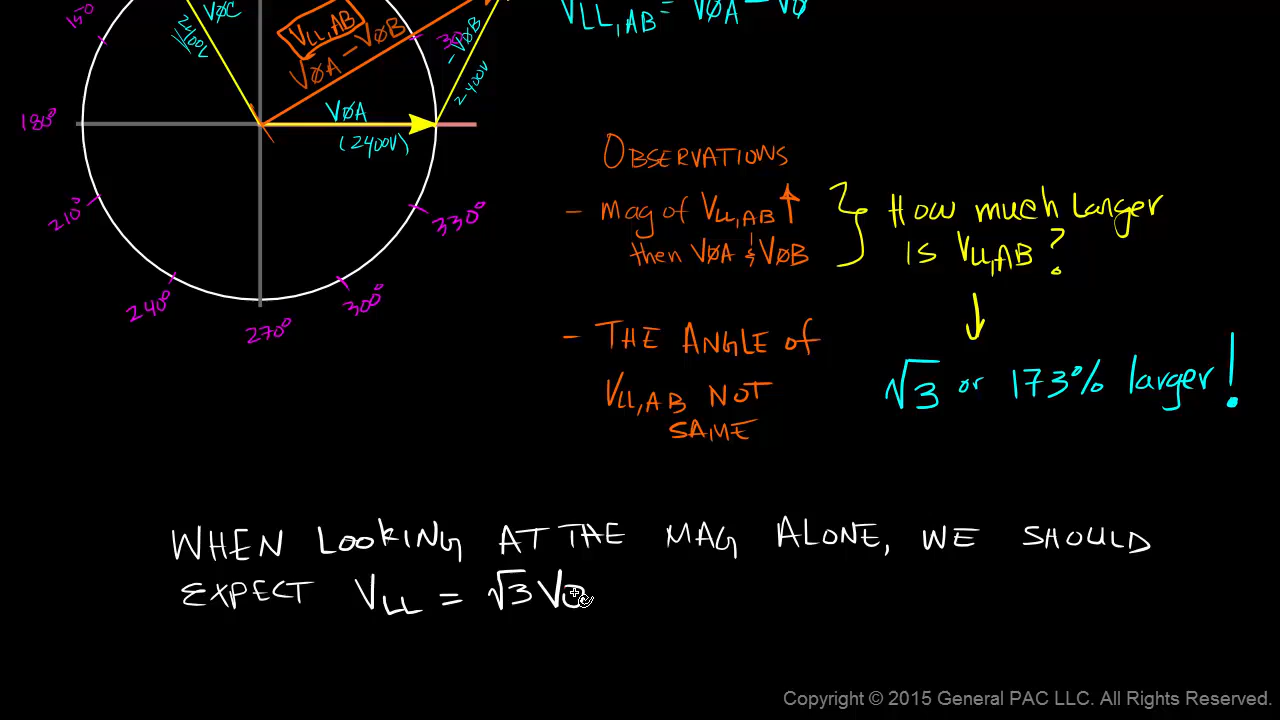 150
VØC
2400V
VLL,AB
VØA - VØB
30
-VØB
2400V
VLL,AB = VØA - VØ
180°
VØA
(2400V)
210°
330°
240°
300°
270°
OBSERVATIONS
- Mag of VLL,AB ↑
then VØA & VØB
} How much Larger
is VLL,AB?
↓
√3 or 173% larger!
- THE ANGLE of
VLL,AB NOT
SAME
WHEN LOOKING AT THE MAG ALONE, WE SHOULD
EXPECT VLL = √3 VØ
Copyright © 2015 General PAC LLC. All Rights Reserved.